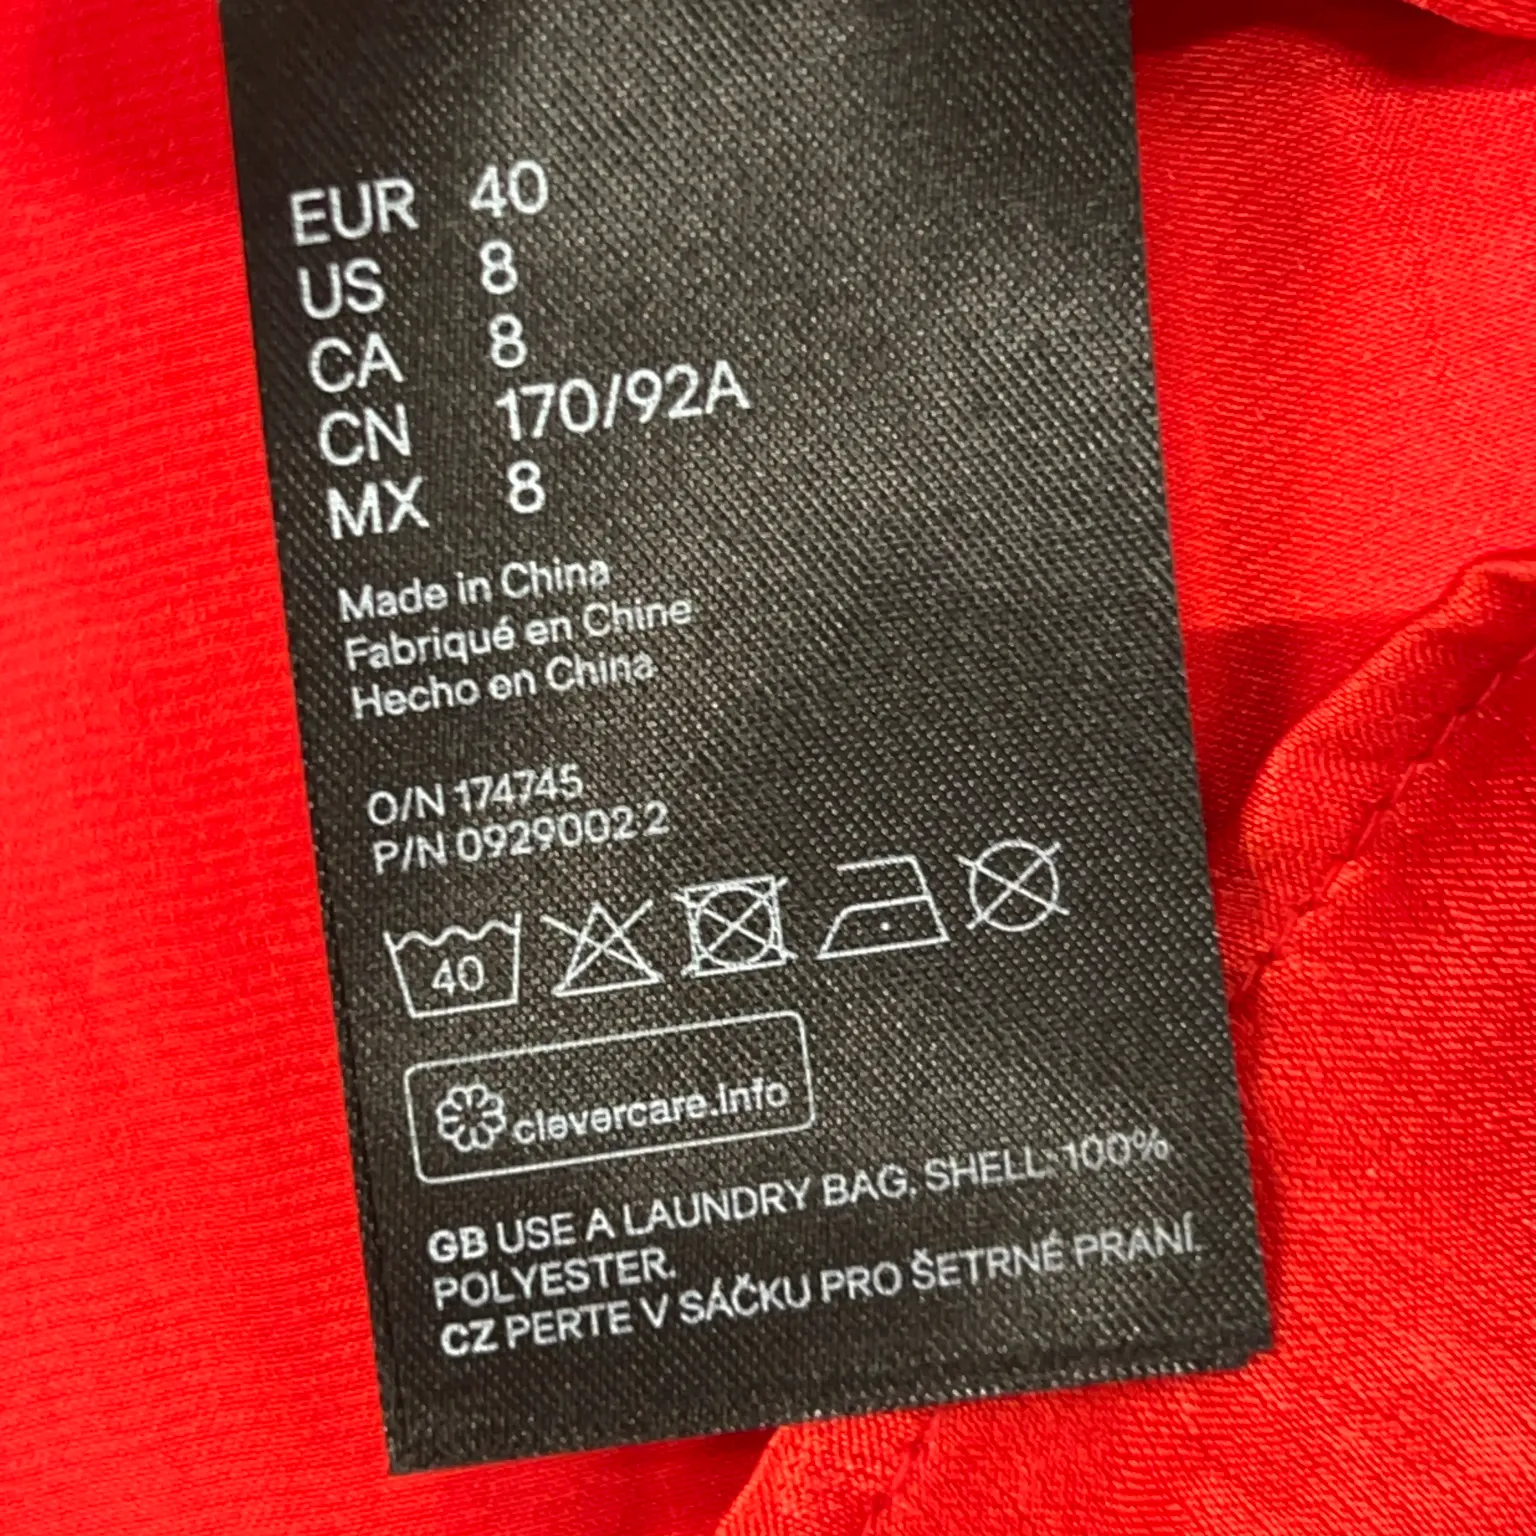 EUR 40
US 8
CA 8
CN 170/92A
MX 8
Made in China
Fabriqué en Chine
Hecho en China
O/N 174745
P/N 0929002 2
40
clevercare.info
GB USE A LAUNDRY BAG. SHELL: 100%
POLYESTER.
CZ PERTE V SÁČKU PRO ŠETRNÉ PRANÍ.